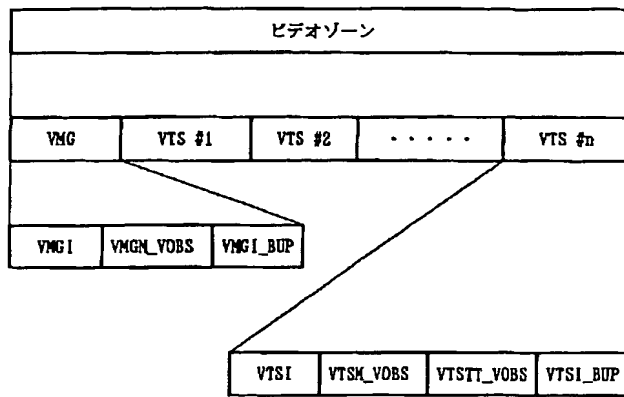 ビデオゾーン
VMG VTS #1 VTS #2 ····· VTS #n
VMGI VMGM_VOBS VMGI_BUP
VTSI VTSM_VOBS VTSTT_VOBS VTSI_BUP